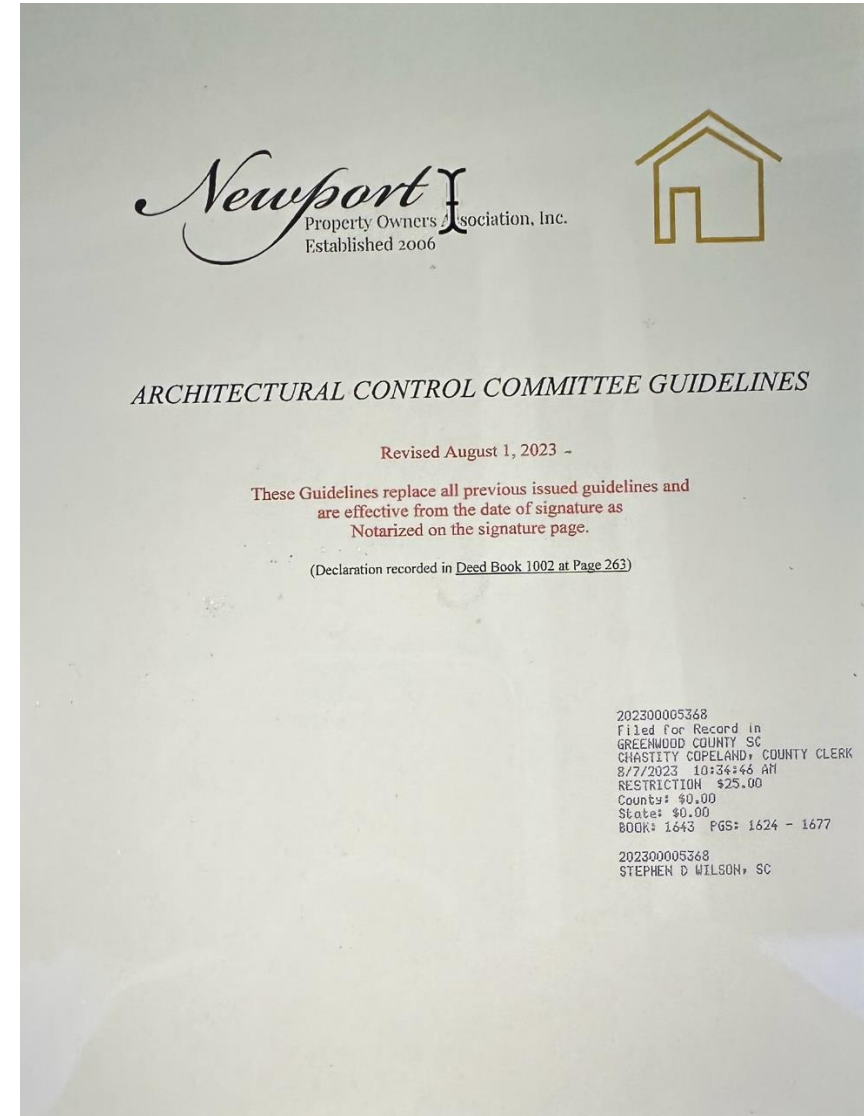 Newport
Property Owners Association, Inc.
Established 2006
ARCHITECTURAL CONTROL COMMITTEE GUIDELINES
Revised August 1, 2023 -
These Guidelines replace all previous issued guidelines and
are effective from the date of signature as
Notarized on the signature page.
(Declaration recorded in Deed Book 1002 at Page 263)
202300005368
Filed for Record in
GREENWOOD COUNTY SC
CHASTITY COPELAND, COUNTY CLERK
8/7/2023 10:34:46 AM
RESTRICTION $25.00
County: $0.00
State: $0.00
BOOK: 1643 PGS: 1624 - 1677
202300005368
STEPHEN D WILSON, SC